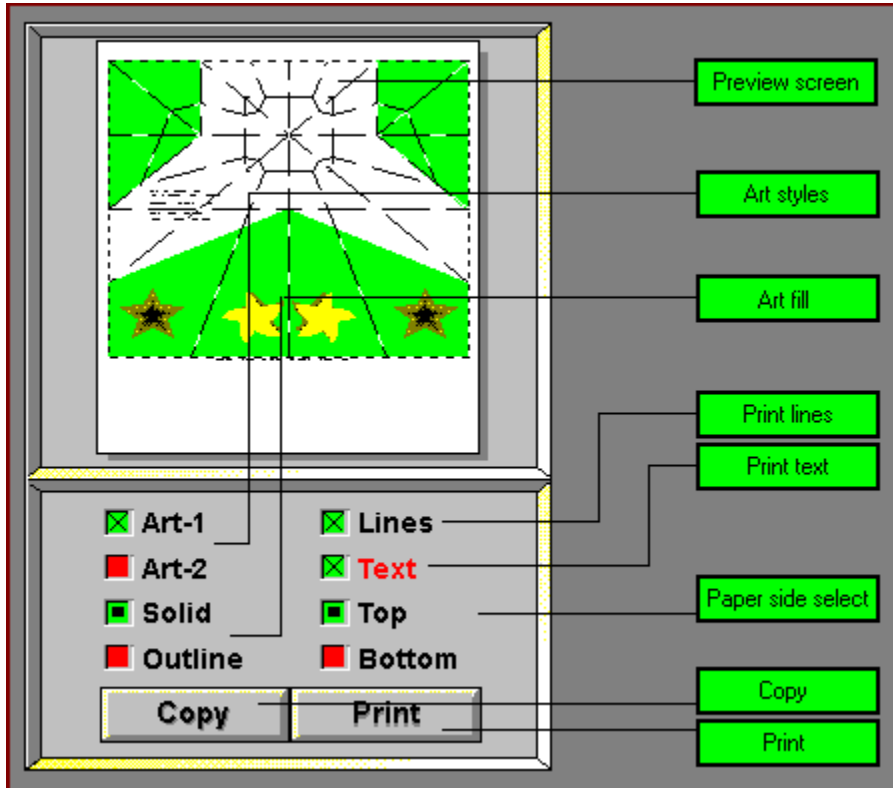 Preview screen
Art styles
Art fill
Print lines
Print text
Art-1
Lines
Art-2
Text
Solid
Top
Paper side select
Outline
Bottom
Copy
Print
Copy
Print